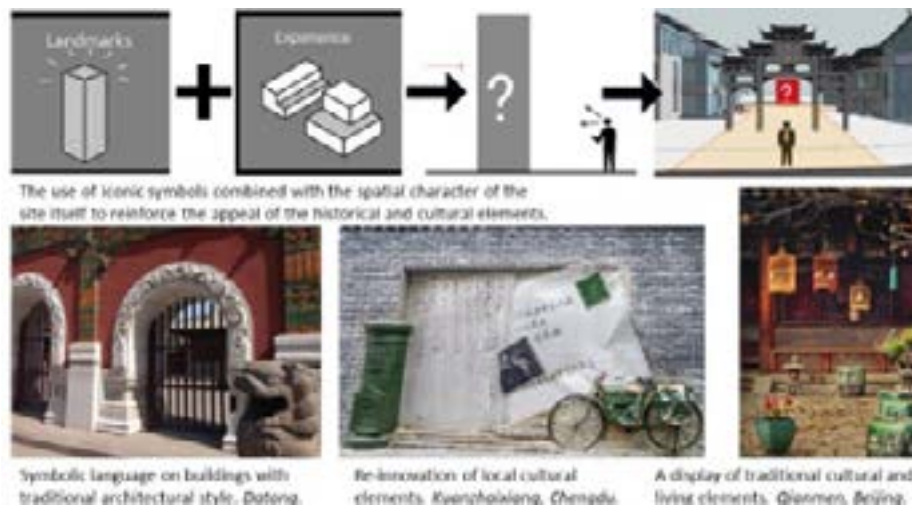 Landmarks
Experience
?
?
The use of iconic symbols combined with the spatial character of the
site itself to reinforce the appeal of the historical and cultural elements.
Symbolic language on buildings with
traditional architectural style, Datong.
Re-innovation of local cultural
elements. Kuanzhaixiang, Chengdu.
A display of traditional cultural and
living elements. Qianmen, Beijing.